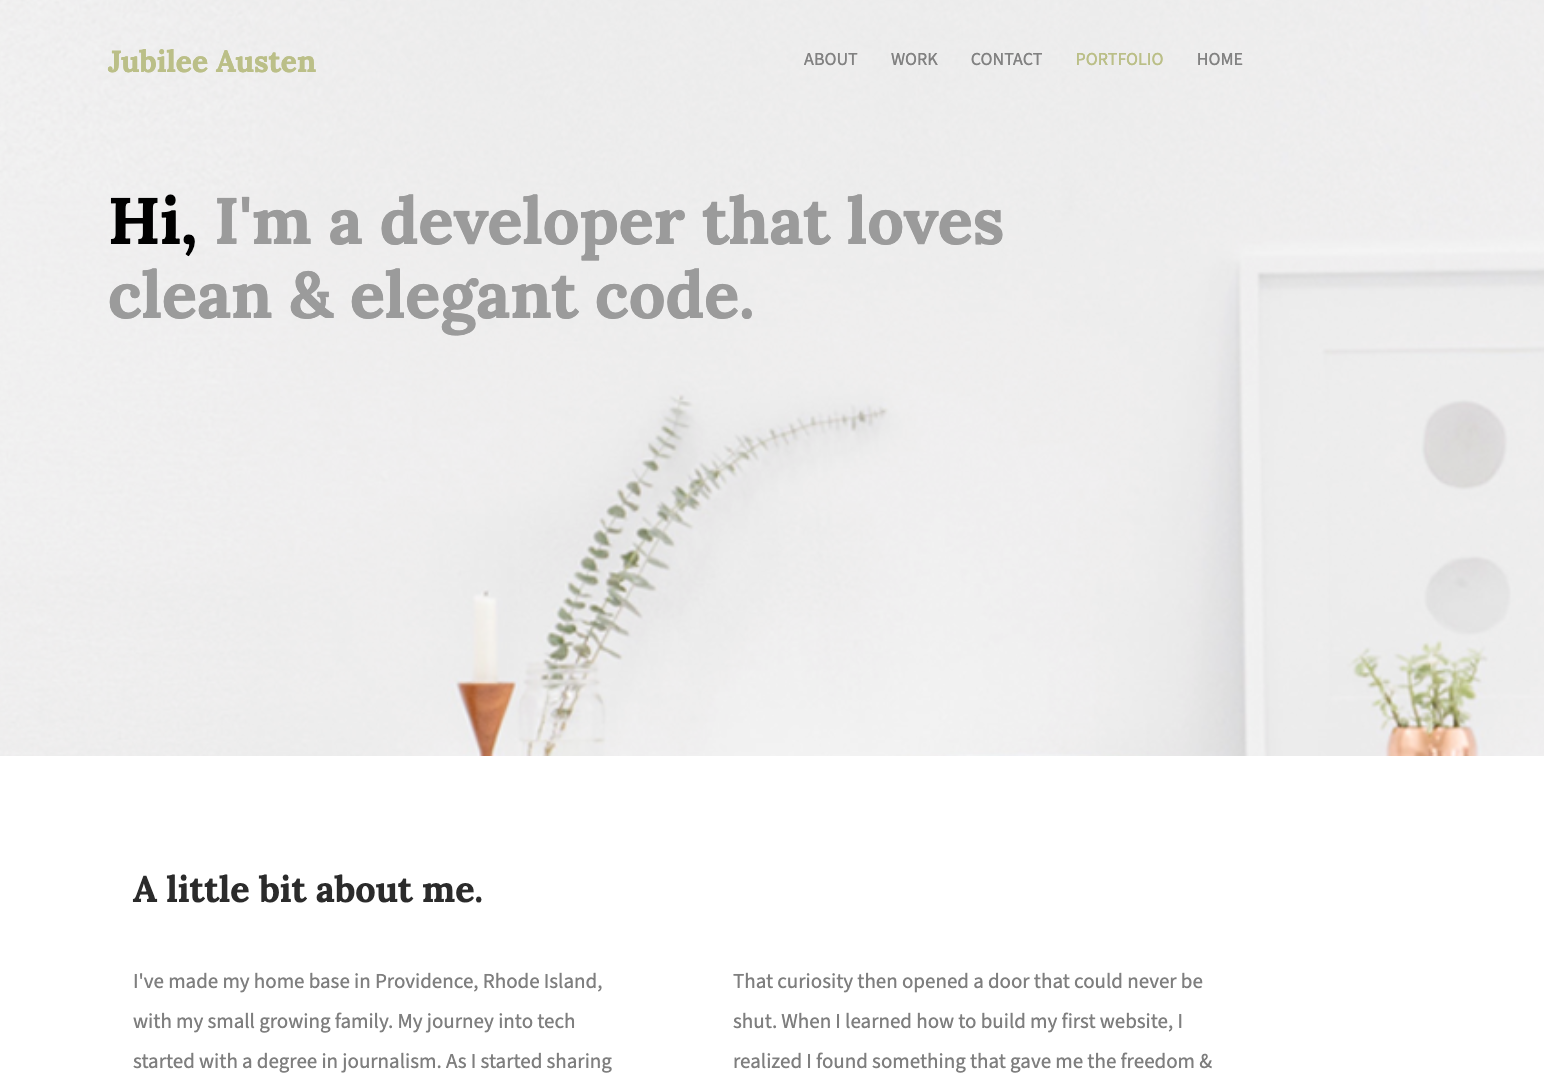 Jubilee Austen
ABOUT WORK CONTACT PORTFOLIO HOME
Hi, I'm a developer that loves
clean & elegant code.
A little bit about me.
I've made my home base in Providence, Rhode Island,
with my small growing family. My journey into tech
started with a degree in journalism. As I started sharing
That curiosity then opened a door that could never be
shut. When I learned how to build my first website, I
realized I found something that gave me the freedom &